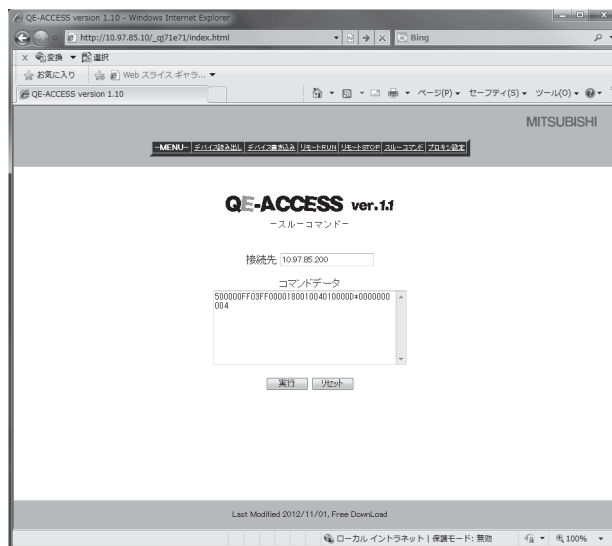 QE-ACCESS version 1.10 - Windows Internet Explorer
http://10.97.85.10/_qj71e71/index.html
Bing
変換 選択
お気に入り Web スライス ギャラ...
QE-ACCESS version 1.10
ページ(P) セーフティ(S) ツール(O)
MITSUBISHI
-MENU- デバイス読み出し デバイス書き込み リモートRUN リモートSTOP スルーコマンド プロキシ設定
QE-ACCESS ver.1.1
－スルーコマンド－
接続先 10.97.85.200
コマンドデータ
500000FF03FF000018001004010000D*0000000
004
実行 リセット
Last Modified 2012/11/01, Free DownLoad
ローカル イントラネット | 保護モード: 無効 100%